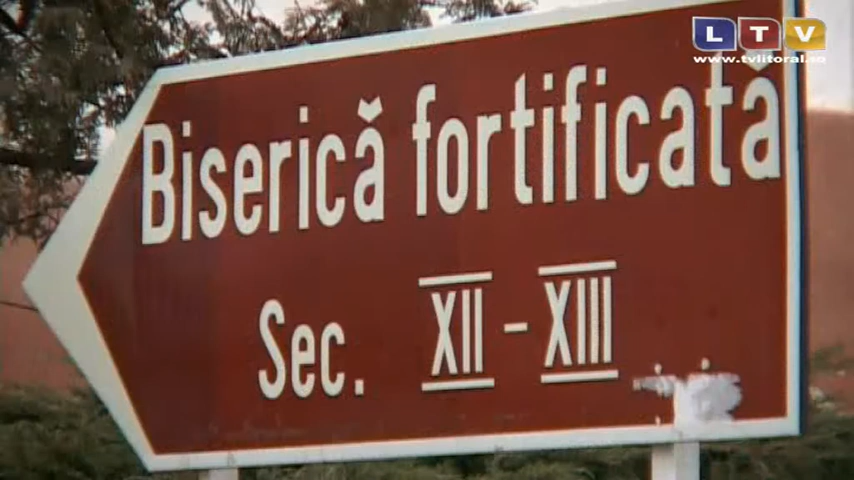 LTV
www.tvlitoral.ro
Biserică fortificată
Sec. XII - XIII